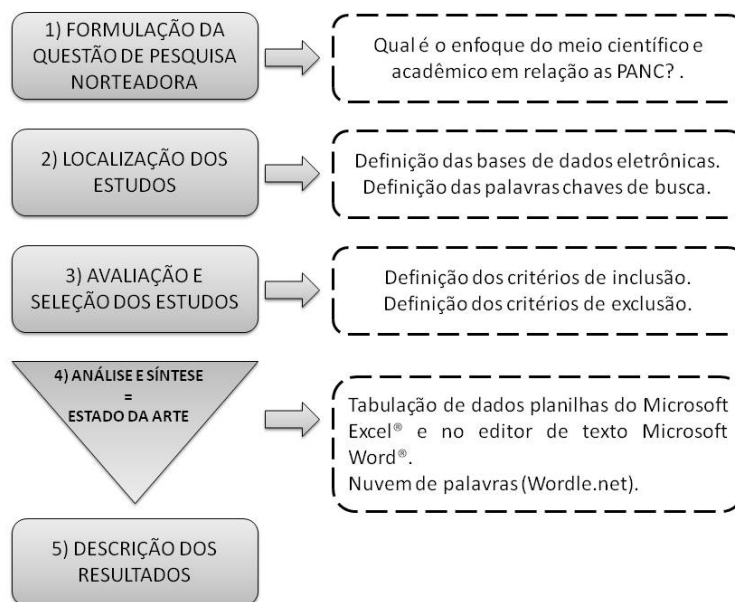 1) FORMULAÇÃO DA
QUESTÃO DE PESQUISA
NORTEADORA
Qual é o enfoque do meio científico e
acadêmico em relação as PANC? .
2) LOCALIZAÇÃO DOS
ESTUDOS
Definição das bases de dados eletrônicas.
Definição das palavras chaves de busca.
3) AVALIAÇÃO E
SELEÇÃO DOS ESTUDOS
Definição dos critérios de inclusão.
Definição dos critérios de exclusão.
4) ANÁLISE E SÍNTESE
=
ESTADO DA ARTE
Tabulação de dados planilhas do Microsoft
Excel® e no editor de texto Microsoft
Word®.
Nuvem de palavras (Wordle.net).
5) DESCRIÇÃO DOS
RESULTADOS